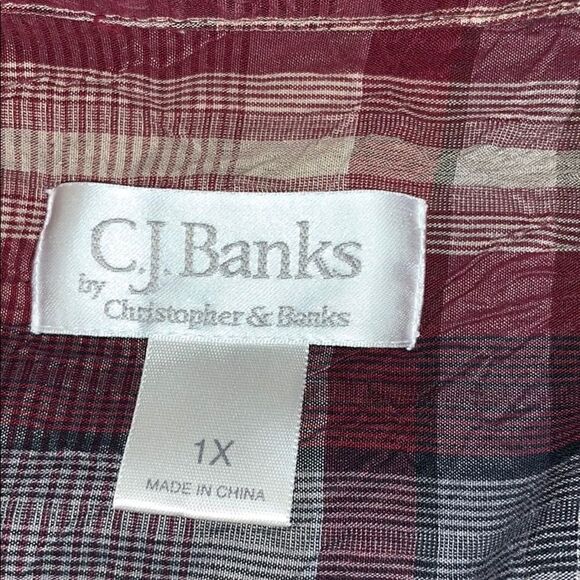 C.J. Banks
by Christopher & Banks
1X
MADE IN CHINA